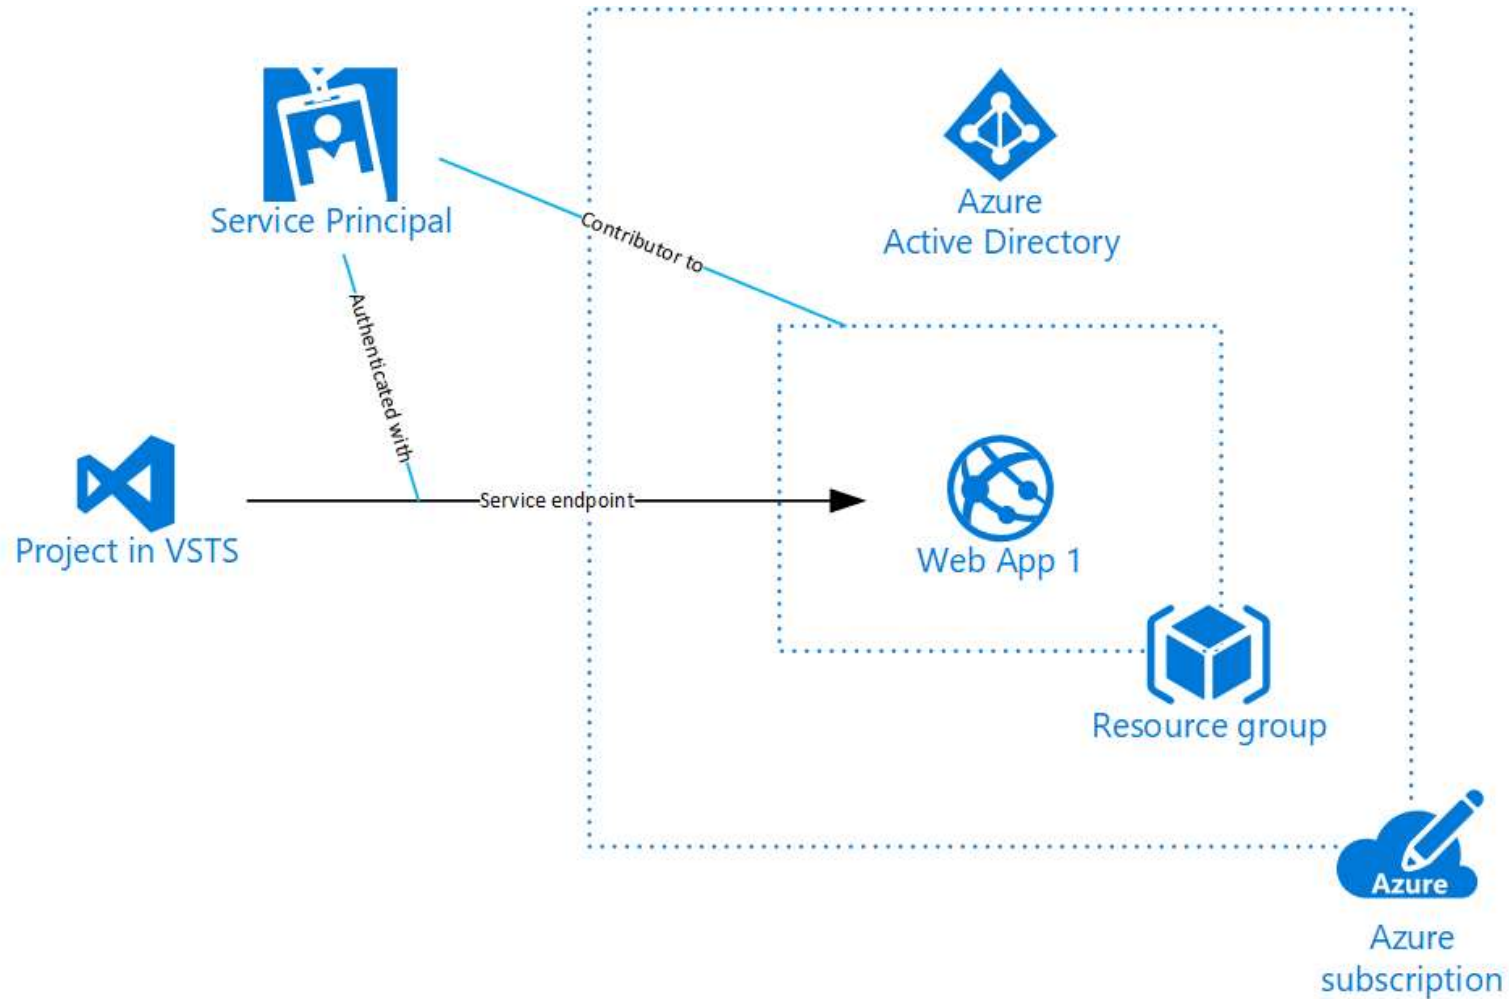 Service Principal
Azure
Active Directory
Contributor to
Authenticated with
Service endpoint
Project in VSTS
Web App 1
Resource group
Azure
Azure
subscription